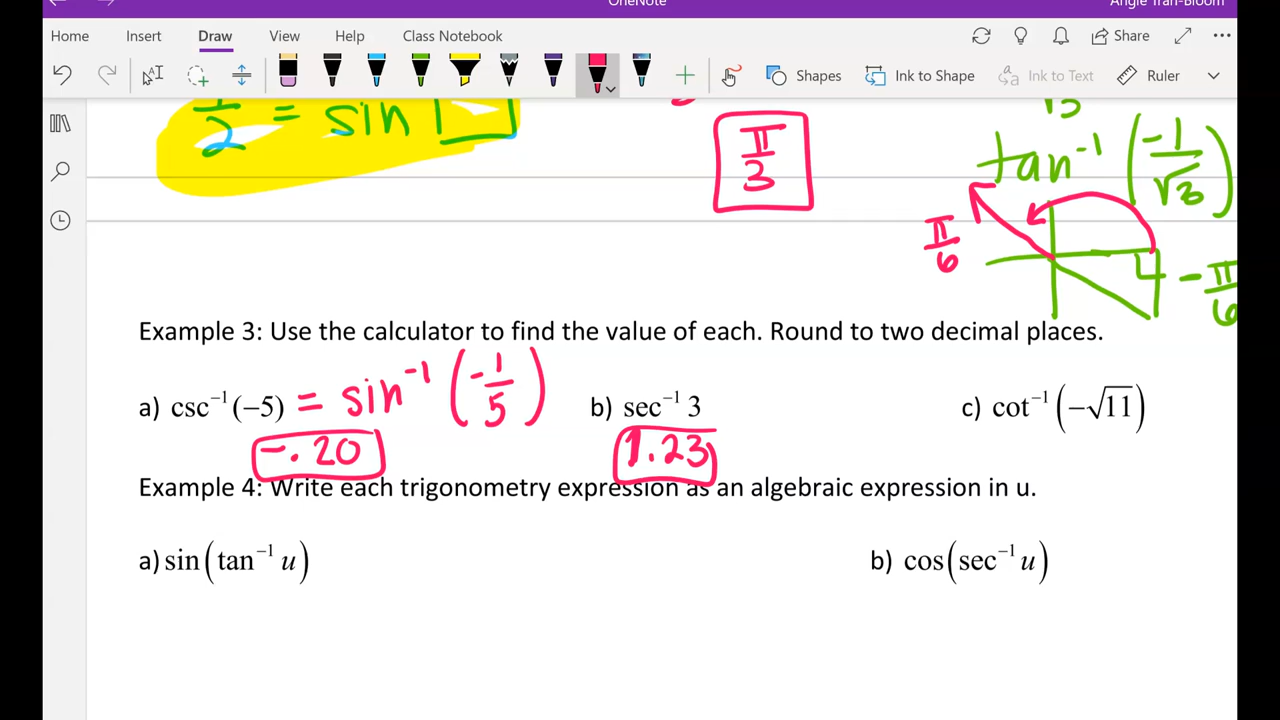 OneNote
Angie Tran-Bloom
Home Insert Draw View Help Class Notebook Share
Shapes Ink to Shape Ink to Text Ruler
1/2 = sin
π/3
√3
tan⁻¹ (-1/√3)
π/6
-π/6
Example 3: Use the calculator to find the value of each. Round to two decimal places.
a) csc⁻¹(−5) = sin⁻¹ (-1/5) b) sec⁻¹ 3 c) cot⁻¹(−√11)
-.20 1.23
Example 4: Write each trigonometry expression as an algebraic expression in u.
a) sin(tan⁻¹ u) b) cos(sec⁻¹ u)